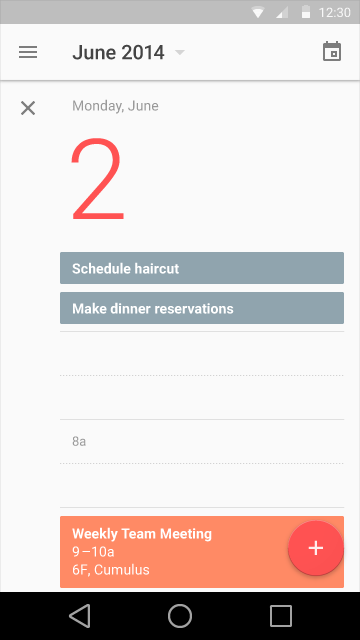 12:30
June 2014
Monday, June
2
Schedule haircut
Make dinner reservations
8a
Weekly Team Meeting
9–10a
6F, Cumulus